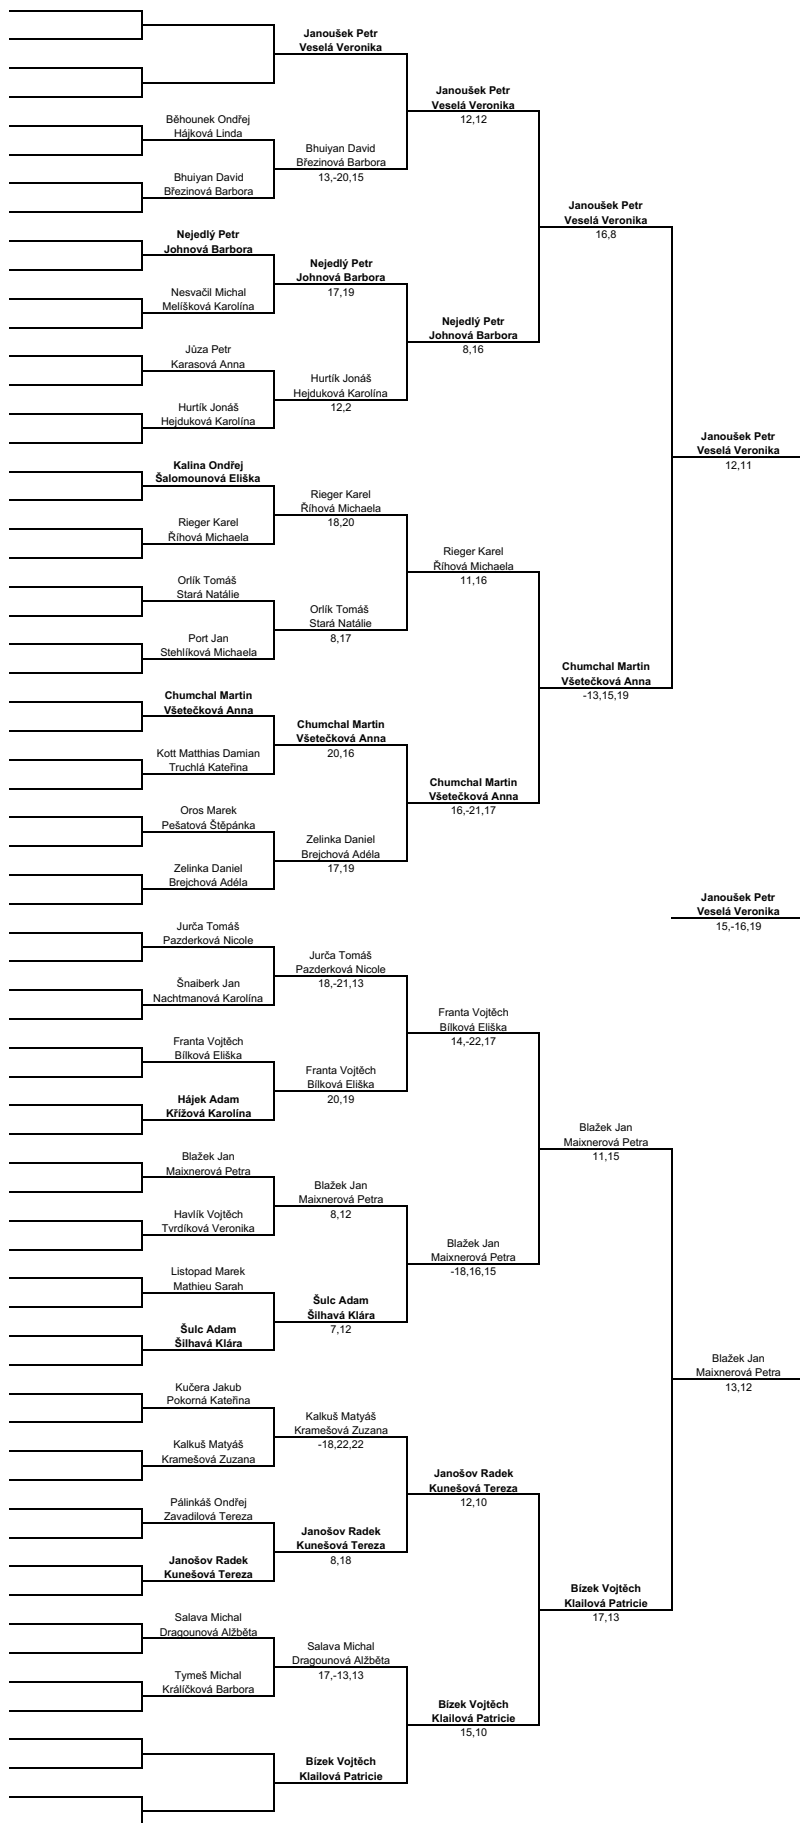 Janoušek Petr
Veselá Veronika
Janoušek Petr
Veselá Veronika
12,12
Běhounek Ondřej
Hájková Linda
Bhuiyan David
Březinová Barbora
13,-20,15
Bhuiyan David
Březinová Barbora
Janoušek Petr
Veselá Veronika
16,8
Nejedlý Petr
Johnová Barbora
Nejedlý Petr
Johnová Barbora
17,19
Nesvačil Michal
Melíšková Karolína
Nejedlý Petr
Johnová Barbora
8,16
Jůza Petr
Karasová Anna
Hurtík Jonáš
Hejduková Karolína
12,2
Hurtík Jonáš
Hejduková Karolína
Janoušek Petr
Veselá Veronika
12,11
Kalina Ondřej
Šalomounová Eliška
Rieger Karel
Říhová Michaela
18,20
Rieger Karel
Říhová Michaela
Rieger Karel
Říhová Michaela
11,16
Orlík Tomáš
Stará Natálie
Orlík Tomáš
Stará Natálie
8,17
Port Jan
Stehlíková Michaela
Chumchal Martin
Všetečková Anna
-13,15,19
Chumchal Martin
Všetečková Anna
Chumchal Martin
Všetečková Anna
20,16
Kott Matthias Damian
Truchlá Kateřina
Chumchal Martin
Všetečková Anna
16,-21,17
Oros Marek
Pešatová Štěpánka
Zelinka Daniel
Brejchová Adéla
17,19
Zelinka Daniel
Brejchová Adéla
Janoušek Petr
Veselá Veronika
15,-16,19
Jurča Tomáš
Pazderková Nicole
Jurča Tomáš
Pazderková Nicole
18,-21,13
Šnaiberk Jan
Nachtmanová Karolína
Franta Vojtěch
Bílková Eliška
14,-22,17
Franta Vojtěch
Bílková Eliška
Franta Vojtěch
Bílková Eliška
20,19
Hájek Adam
Křížová Karolína
Blažek Jan
Maixnerová Petra
11,15
Blažek Jan
Maixnerová Petra
Blažek Jan
Maixnerová Petra
8,12
Havlík Vojtěch
Tvrdíková Veronika
Blažek Jan
Maixnerová Petra
-18,16,15
Listopad Marek
Mathieu Sarah
Šulc Adam
Šilhavá Klára
7,12
Šulc Adam
Šilhavá Klára
Blažek Jan
Maixnerová Petra
13,12
Kučera Jakub
Pokorná Kateřina
Kalkuš Matyáš
Kramešová Zuzana
-18,22,22
Kalkuš Matyáš
Kramešová Zuzana
Janošov Radek
Kunešová Tereza
12,10
Pálinkáš Ondřej
Zavadilová Tereza
Janošov Radek
Kunešová Tereza
8,18
Janošov Radek
Kunešová Tereza
Bízek Vojtěch
Klailová Patricie
17,13
Salava Michal
Dragounová Alžběta
Salava Michal
Dragounová Alžběta
17,-13,13
Tymeš Michal
Králíčková Barbora
Bízek Vojtěch
Klailová Patricie
15,10
Bízek Vojtěch
Klailová Patricie